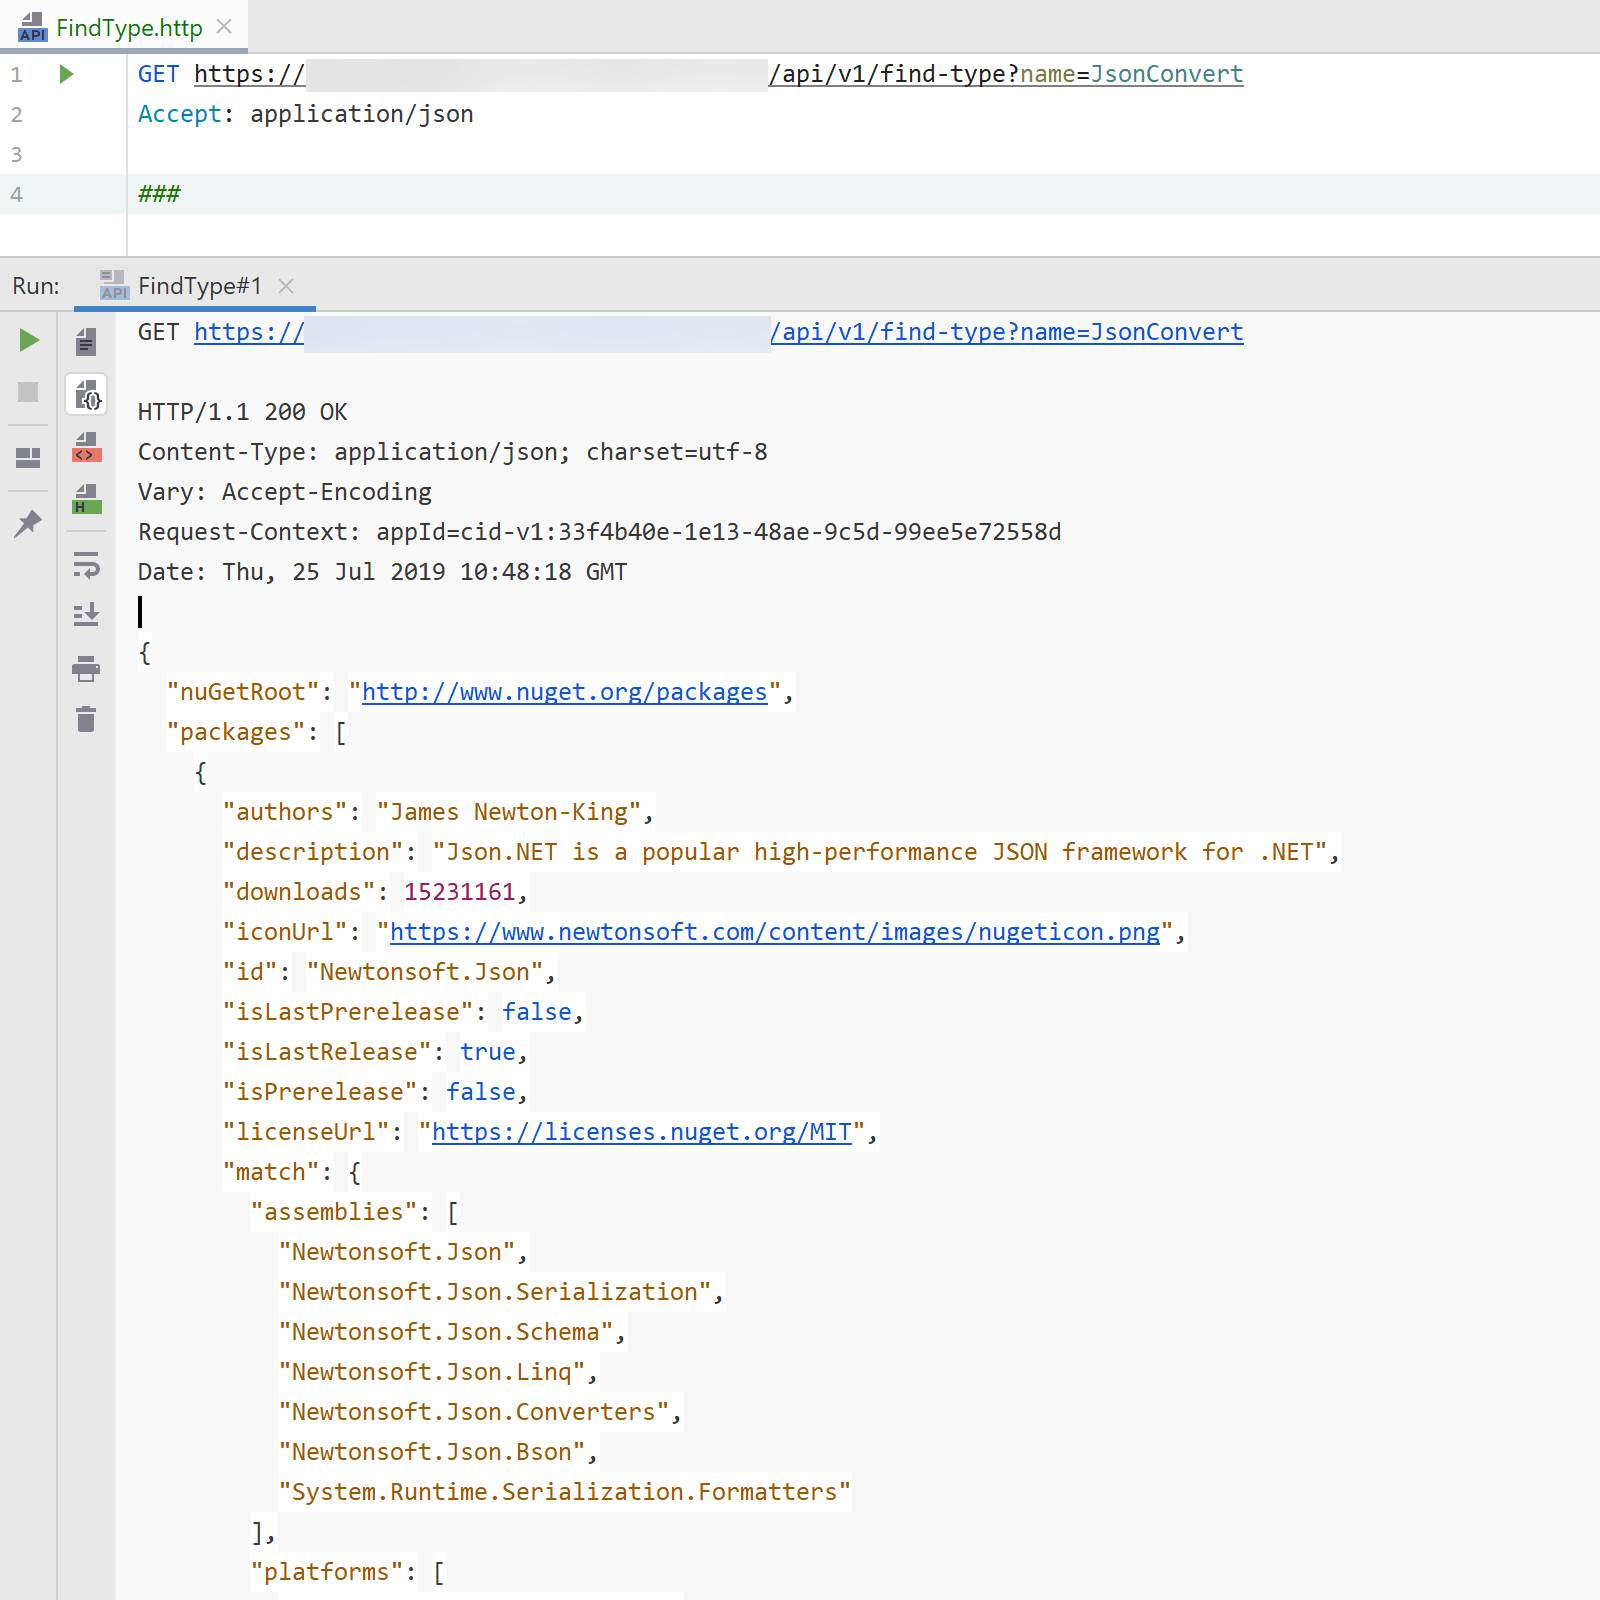 API FindType.http
1 GET https:// /api/v1/find-type?name=JsonConvert
2 Accept: application/json
3
4 ###
Run: API FindType#1
GET https:// /api/v1/find-type?name=JsonConvert
HTTP/1.1 200 OK
Content-Type: application/json; charset=utf-8
Vary: Accept-Encoding
Request-Context: appId=cid-v1:33f4b40e-1e13-48ae-9c5d-99ee5e72558d
Date: Thu, 25 Jul 2019 10:48:18 GMT
{
"nuGetRoot": "http://www.nuget.org/packages",
"packages": [
{
"authors": "James Newton-King",
"description": "Json.NET is a popular high-performance JSON framework for .NET",
"downloads": 15231161,
"iconUrl": "https://www.newtonsoft.com/content/images/nugeticon.png",
"id": "Newtonsoft.Json",
"isLastPrerelease": false,
"isLastRelease": true,
"isPrerelease": false,
"licenseUrl": "https://licenses.nuget.org/MIT",
"match": {
"assemblies": [
"Newtonsoft.Json",
"Newtonsoft.Json.Serialization",
"Newtonsoft.Json.Schema",
"Newtonsoft.Json.Linq",
"Newtonsoft.Json.Converters",
"Newtonsoft.Json.Bson",
"System.Runtime.Serialization.Formatters"
],
"platforms": [